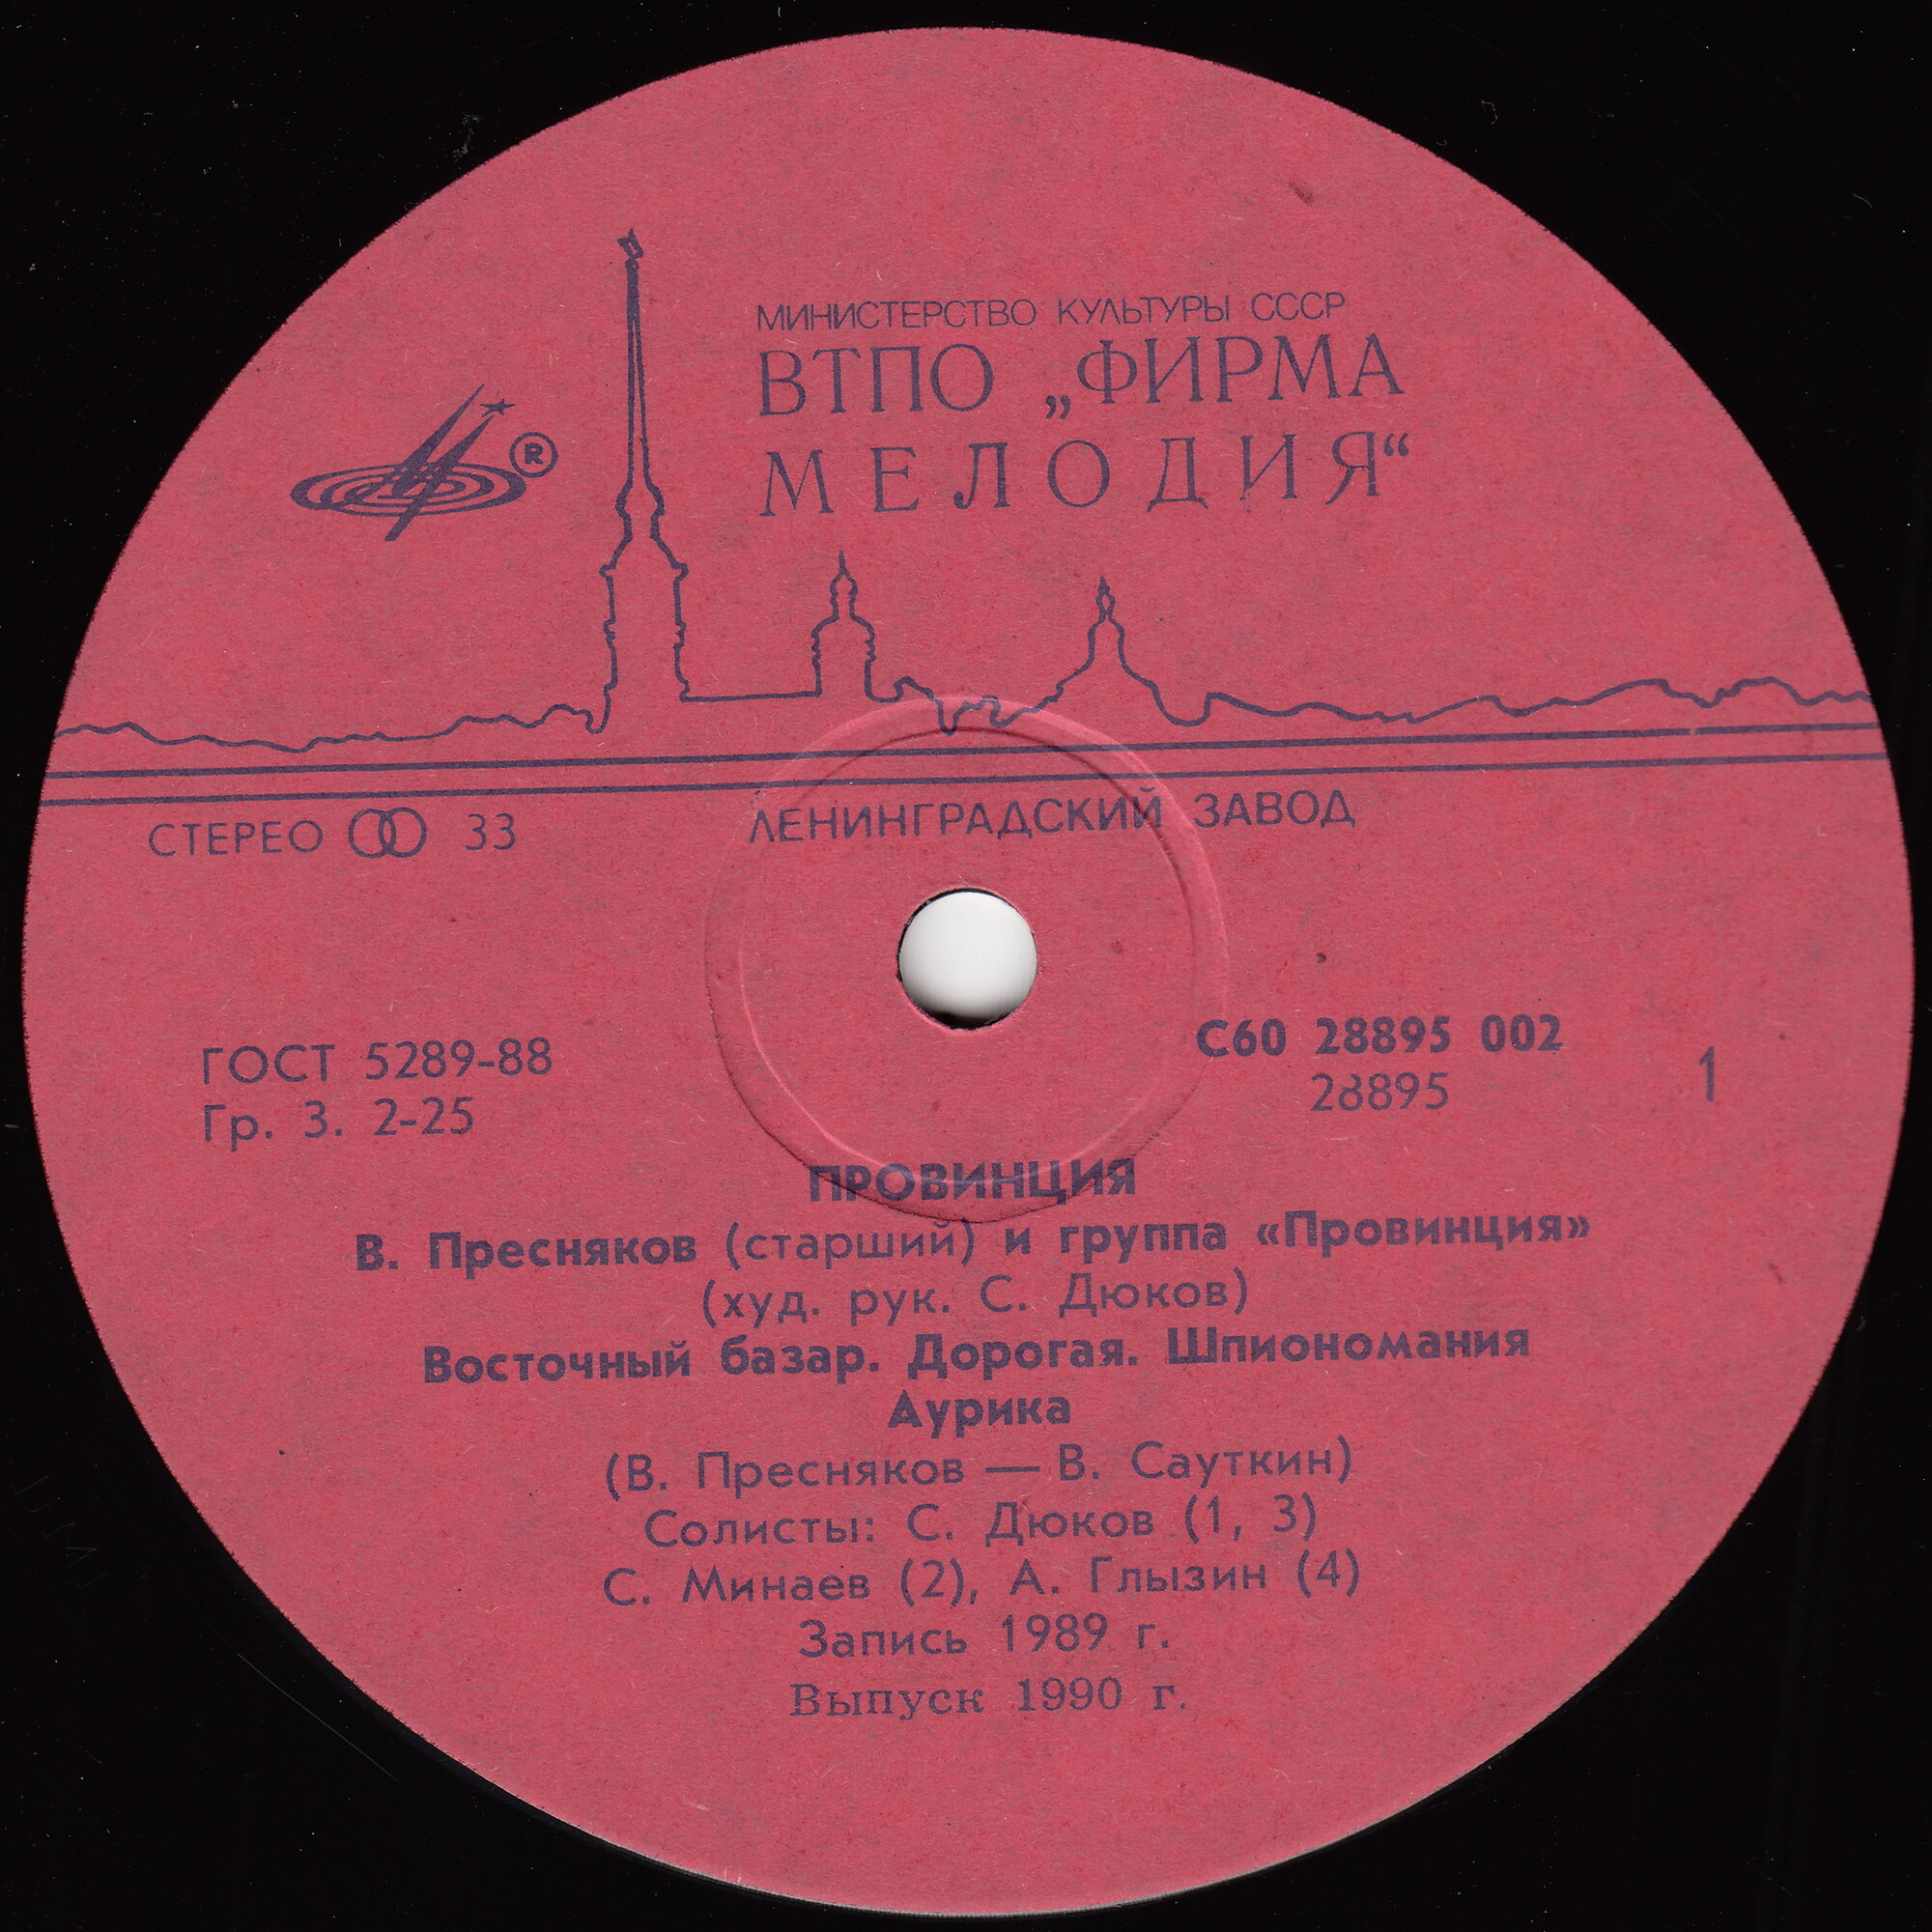 МИНИСТЕРСТВО КУЛЬТУРЫ СССР
ВТПО „ФИРМА
МЕЛОДИЯ“
®
СТЕРЕО 33
ЛЕНИНГРАДСКИЙ ЗАВОД
ГОСТ 5289-88
Гр. 3. 2-25
С60 28895 002
28895
1
ПРОВИНЦИЯ
В. Пресняков (старший) и группа «Провинция»
(худ. рук. С. Дюков)
Восточный базар. Дорогая. Шпиономания
Аурика
(В. Пресняков — В. Сауткин)
Солисты: С. Дюков (1, 3)
С. Минаев (2), А. Глызин (4)
Запись 1989 г.
Выпуск 1990 г.